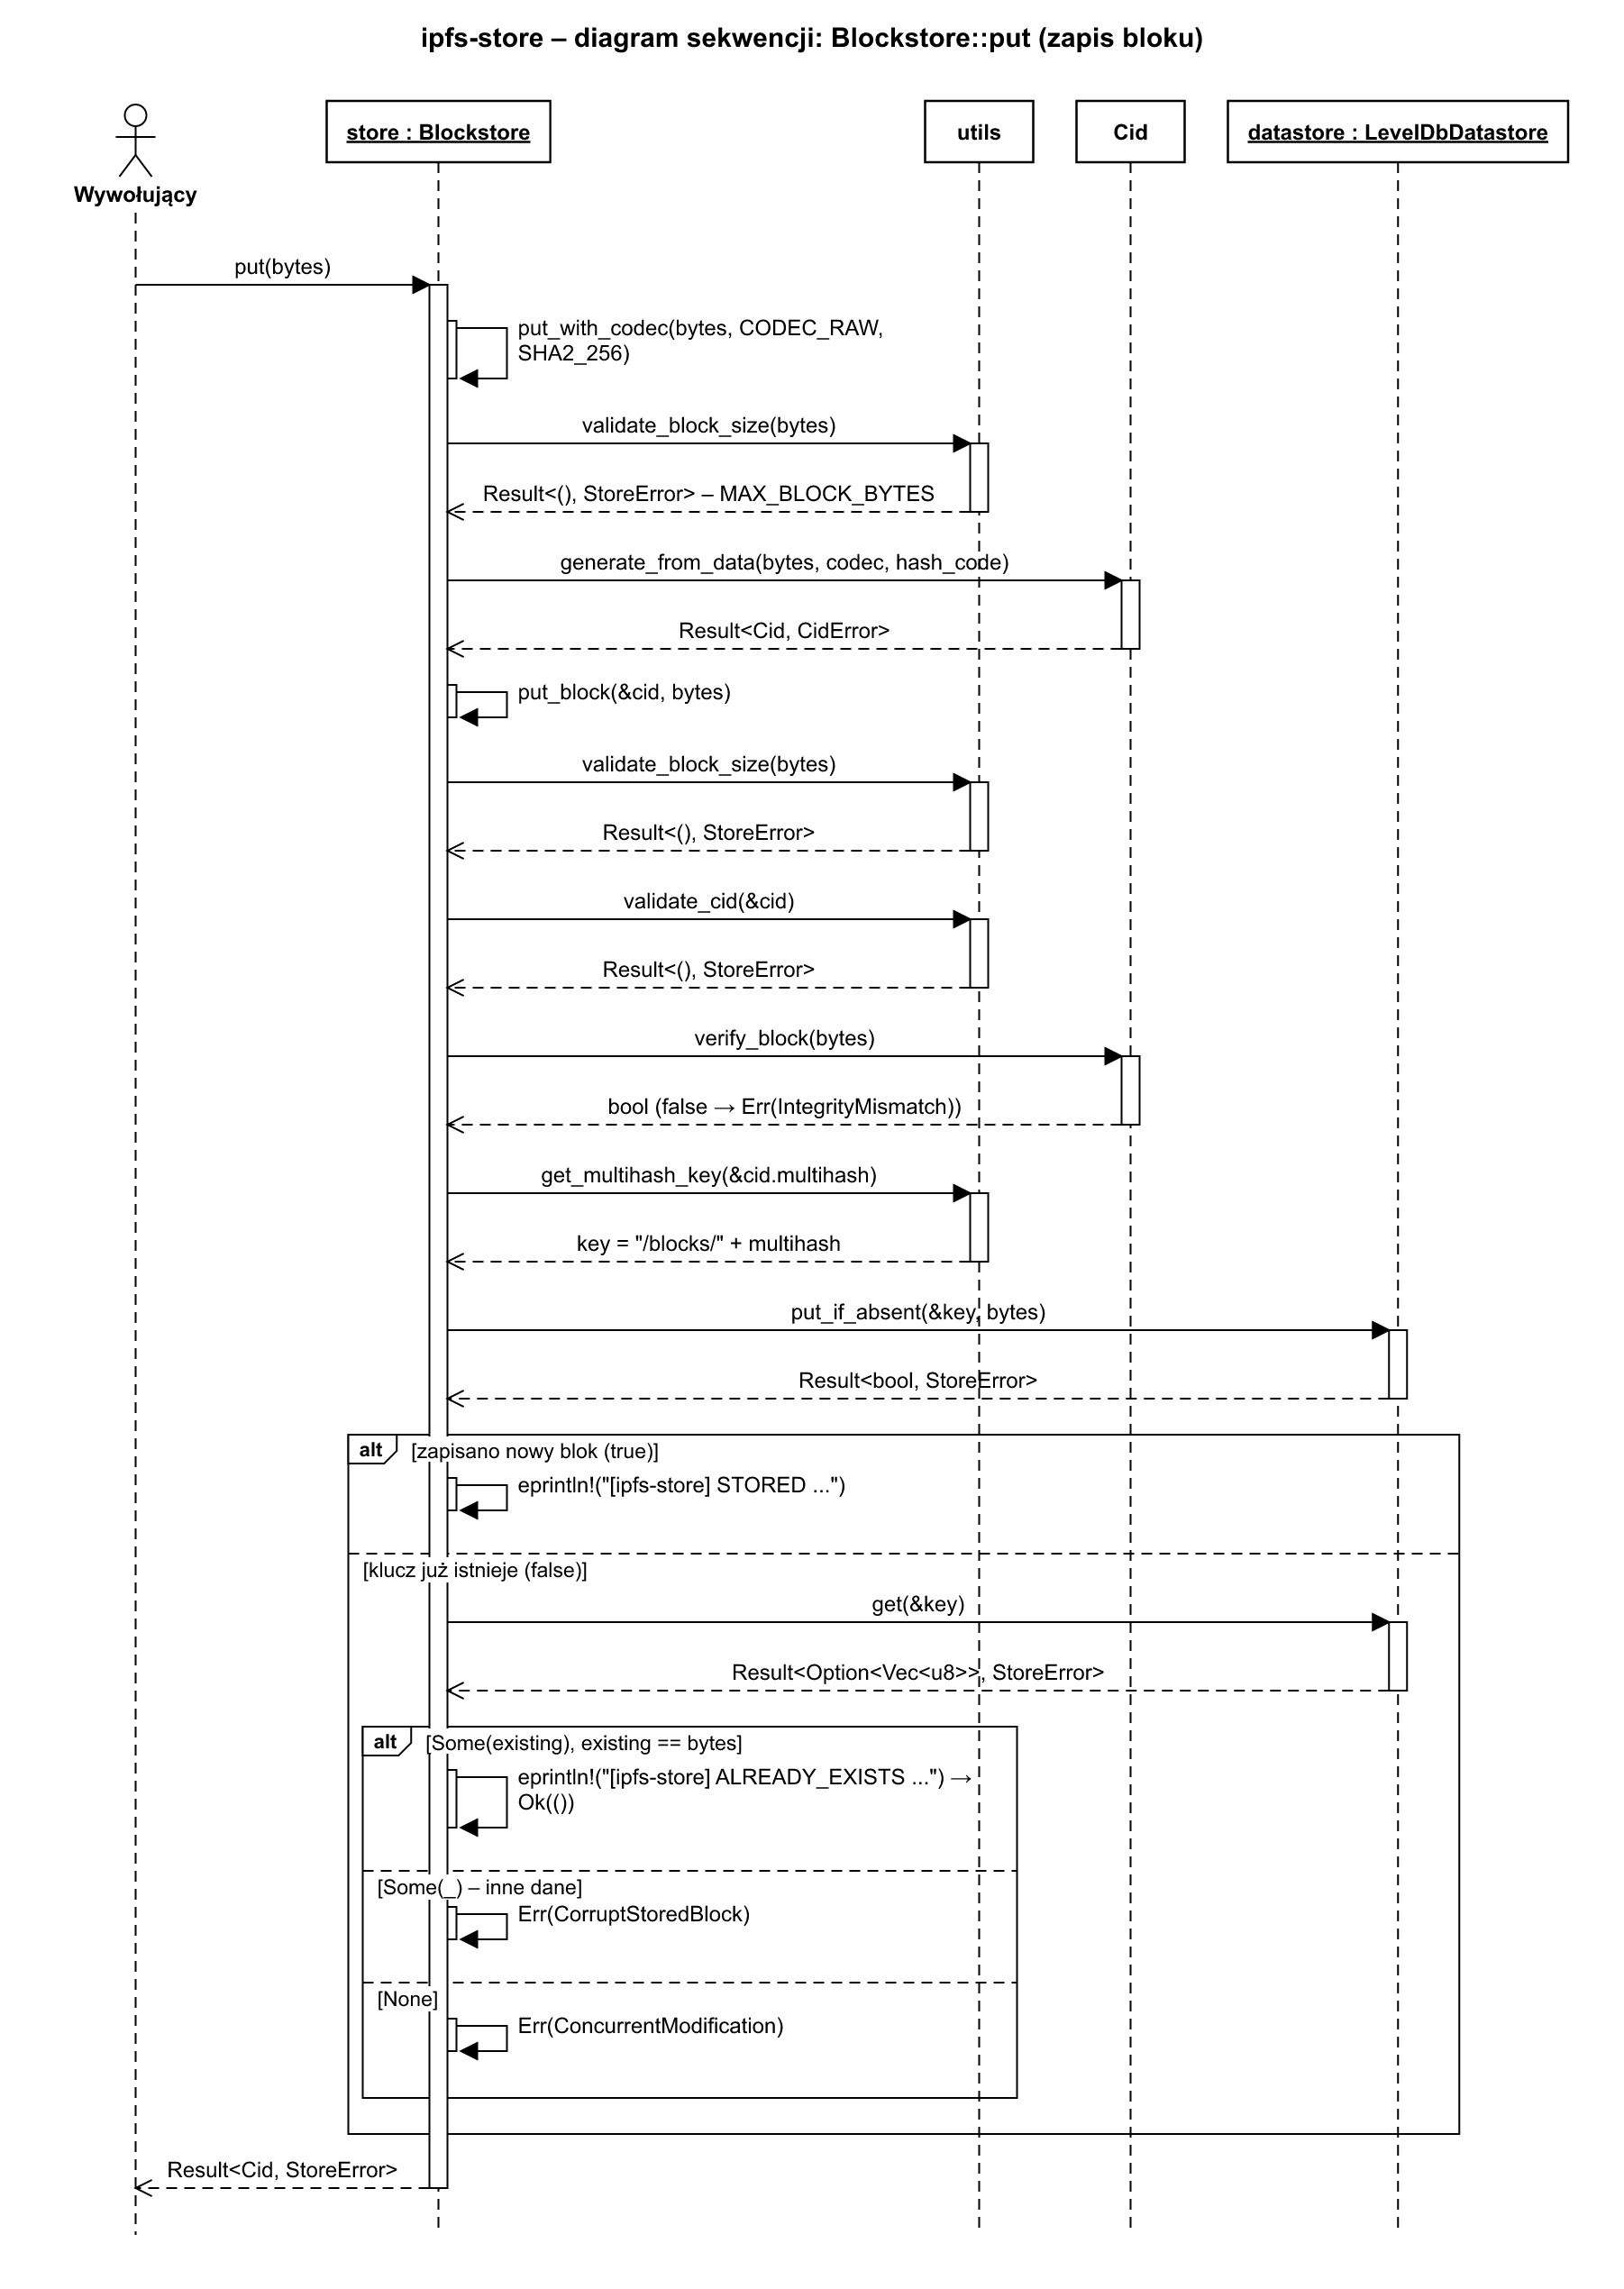 ipfs-store – diagram sekwencji: Blockstore::put (zapis bloku)
Wywołujący
store : Blockstore
utils
Cid
datastore : LevelDbDatastore
put(bytes)
put_with_codec(bytes, CODEC_RAW,
SHA2_256)
validate_block_size(bytes)
Result<(), StoreError> – MAX_BLOCK_BYTES
generate_from_data(bytes, codec, hash_code)
Result<Cid, CidError>
put_block(&cid, bytes)
validate_block_size(bytes)
Result<(), StoreError>
validate_cid(&cid)
Result<(), StoreError>
verify_block(bytes)
bool (false → Err(IntegrityMismatch))
get_multihash_key(&cid.multihash)
key = "/blocks/" + multihash
put_if_absent(&key, bytes)
Result<bool, StoreError>
alt [zapisano nowy blok (true)]
eprintln!("[ipfs-store] STORED ...")
[klucz już istnieje (false)]
get(&key)
Result<Option<Vec<u8>>, StoreError>
alt [Some(existing), existing == bytes]
eprintln!("[ipfs-store] ALREADY_EXISTS ...") →
Ok(())
[Some(_) – inne dane]
Err(CorruptStoredBlock)
[None]
Err(ConcurrentModification)
Result<Cid, StoreError>